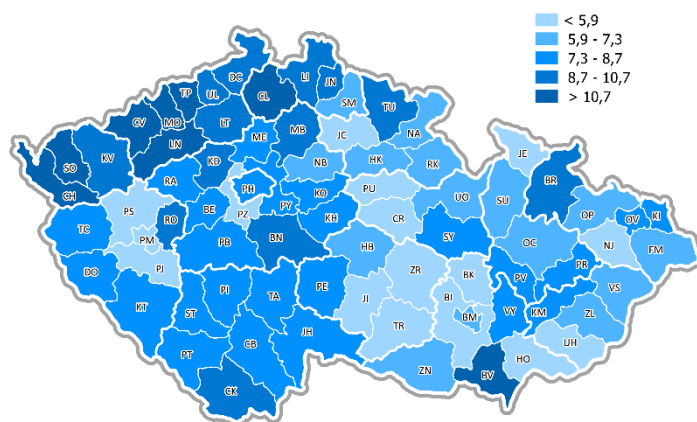 < 5,9
5,9 - 7,3
7,3 - 8,7
8,7 - 10,7
> 10,7
DC
LI
JN
TP
UL
CL
SM
TU
CV
MO
LT
MB
NA
LN
ME
JC
JE
SO
KV
KD
NB
HK
RK
BR
RA
PH
CH
PU
KO
UO
SU
OP
OV
KI
PS
RO
BE
PZ
PY
CR
KH
TC
PM
PB
BN
HB
SY
OC
NJ
FM
PJ
DO
ZR
BK
PR
PV
VS
KT
PI
TA
PE
JI
BI
ST
TR
BM
VY
KM
ZL
PT
CB
JH
UH
HO
ZN
BV
CK